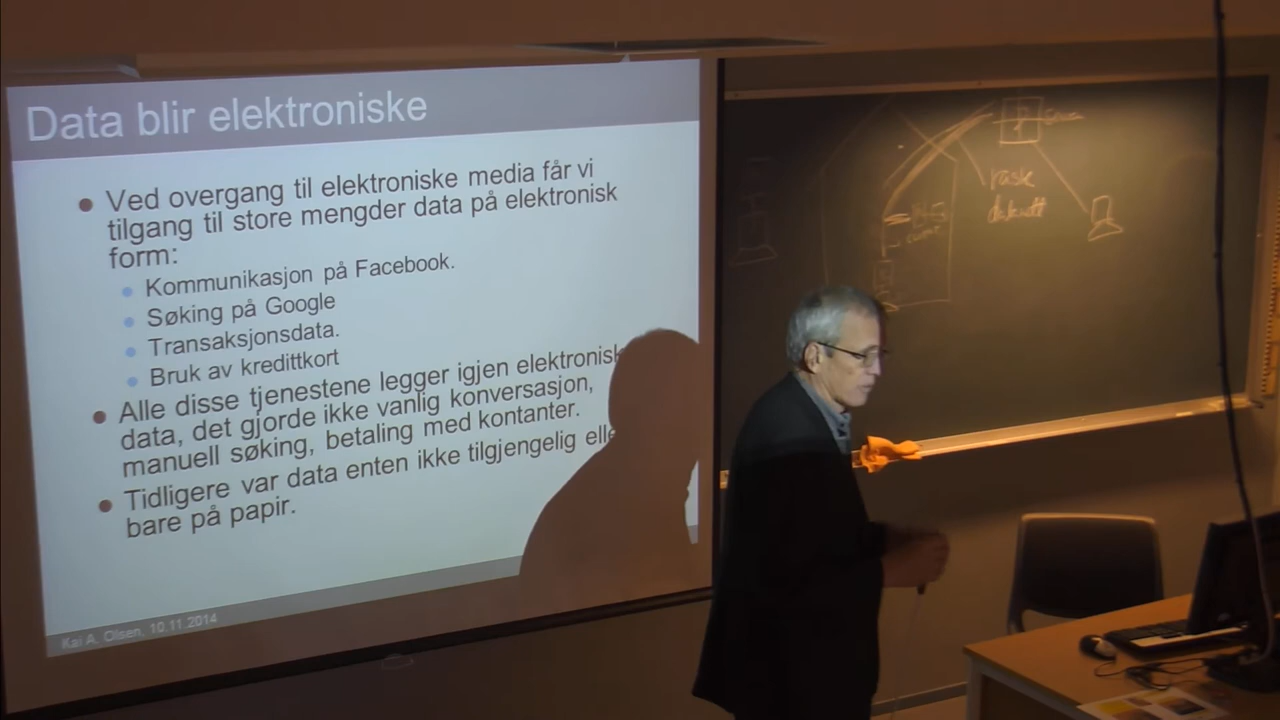 Data blir elektroniske
Ved overgang til elektroniske media får vi
tilgang til store mengder data på elektronisk
form:
Kommunikasjon på Facebook.
Søking på Google
Transaksjonsdata.
Bruk av kredittkort
Alle disse tjenestene legger igjen elektronisk
data, det gjorde ikke vanlig konversasjon,
manuell søking, betaling med kontanter.
Tidligere var data enten ikke tilgjengelig
bare på papir.
Kai A. Olsen, 10.11.2014
rask